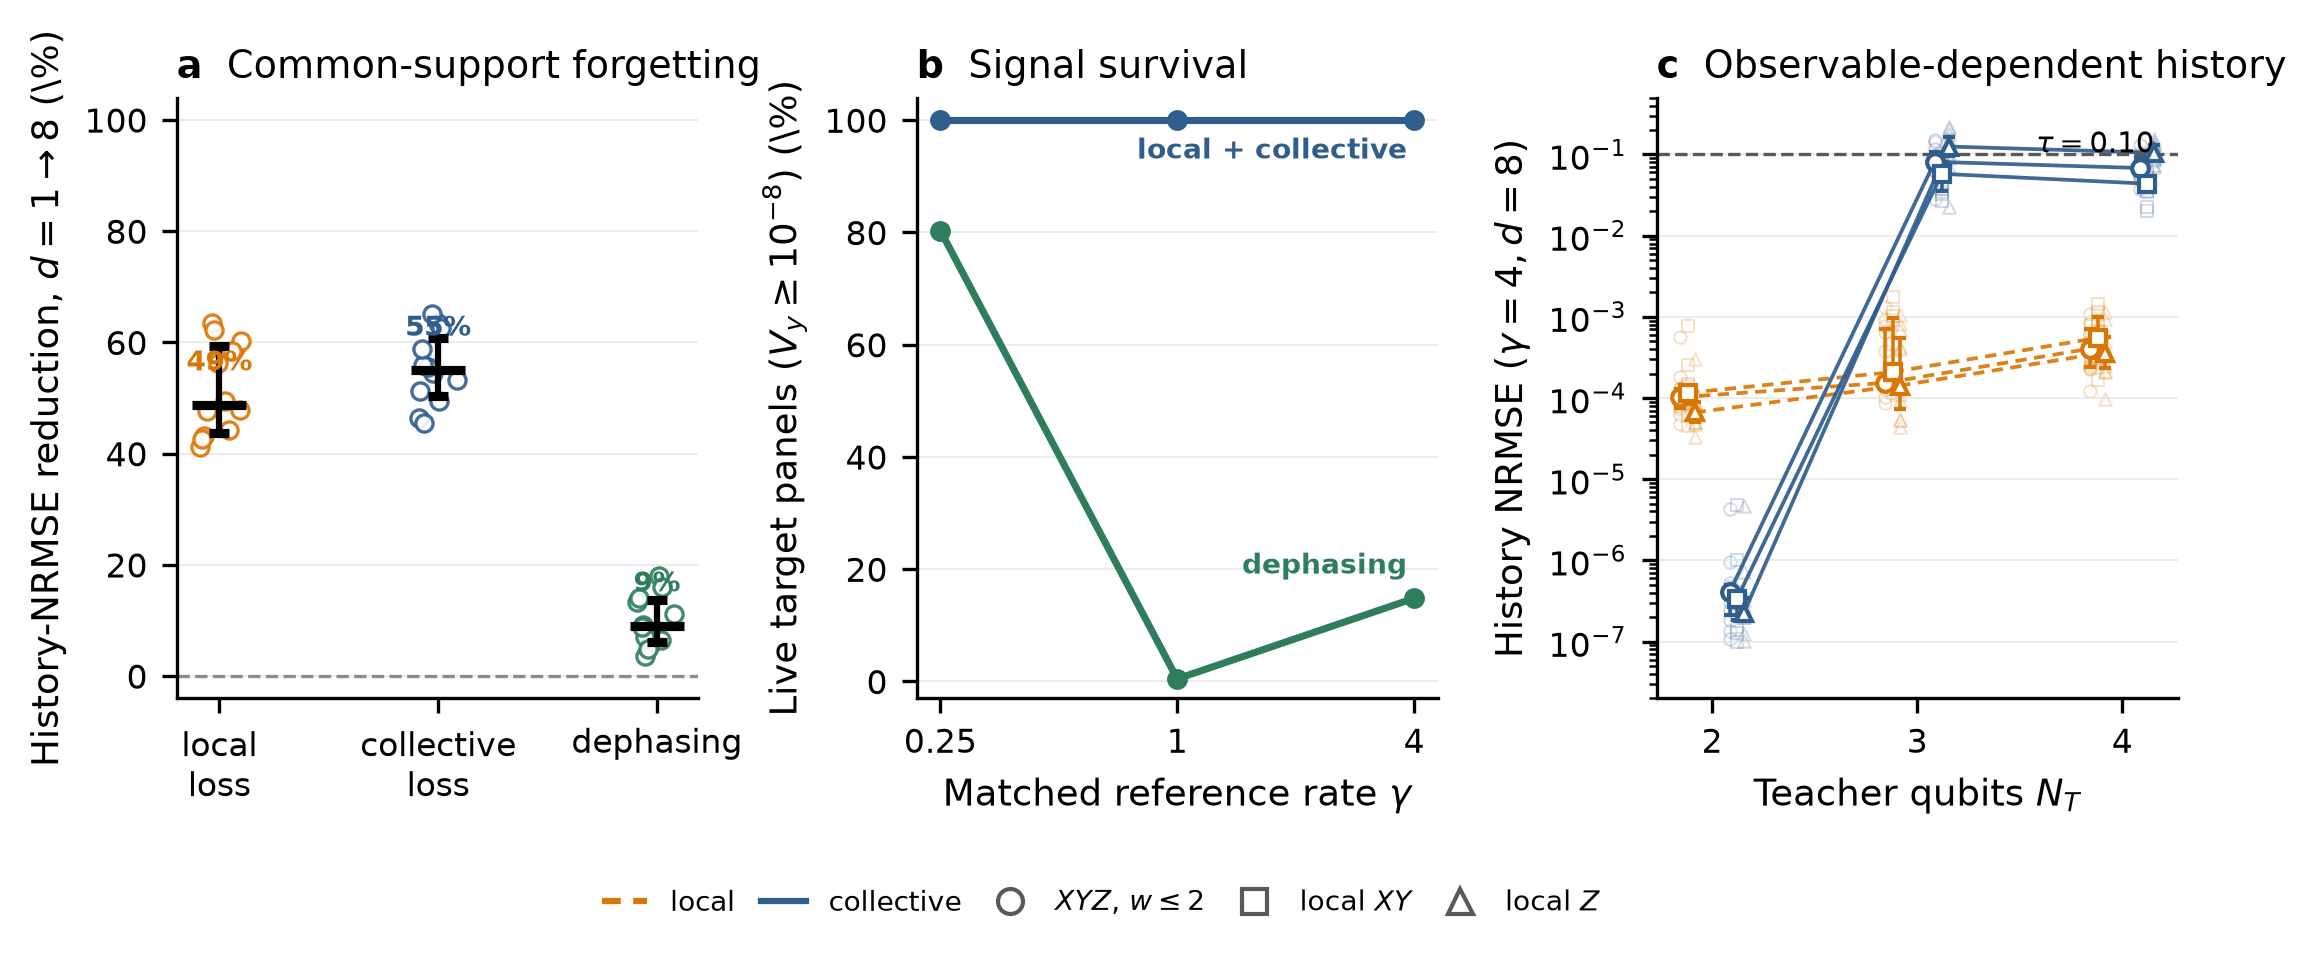 a Common-support forgetting
History-NRMSE reduction, d = 1 → 8 (\%)
100
80
60
40
20
0
49%
55%
9%
local
loss
collective
loss
dephasing
b Signal survival
Live target panels (V_y ≥ 10^{-8}) (\%)
100
80
60
40
20
0
local + collective
dephasing
0.25
1
4
Matched reference rate γ
c Observable-dependent history
History NRMSE (γ = 4, d = 8)
10^{-1}
10^{-2}
10^{-3}
10^{-4}
10^{-5}
10^{-6}
10^{-7}
τ = 0.10
2
3
4
Teacher qubits N_T
local
collective
XYZ, w ≤ 2
local XY
local Z